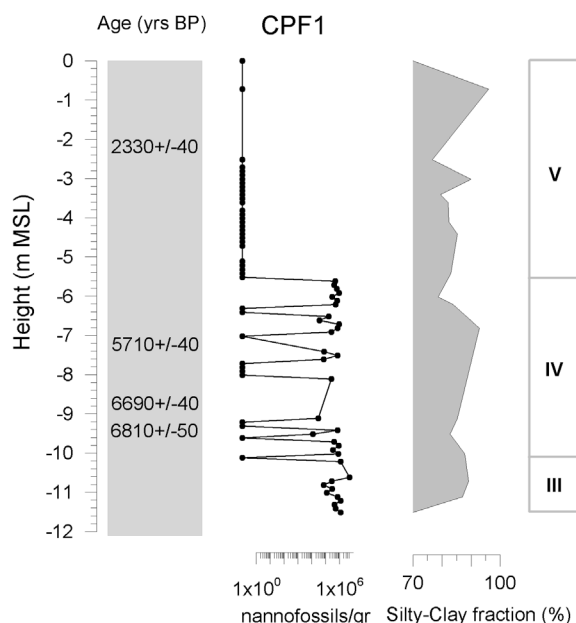 Age (yrs BP)
CPF1
Height (m MSL)
0
-1
-2
-3
-4
-5
-6
-7
-8
-9
-10
-11
-12
2330+/-40
5710+/-40
6690+/-40
6810+/-50
V
IV
III
1x10⁰ 1x10⁶
nannofossils/gr
70 100
Silty-Clay fraction (%)